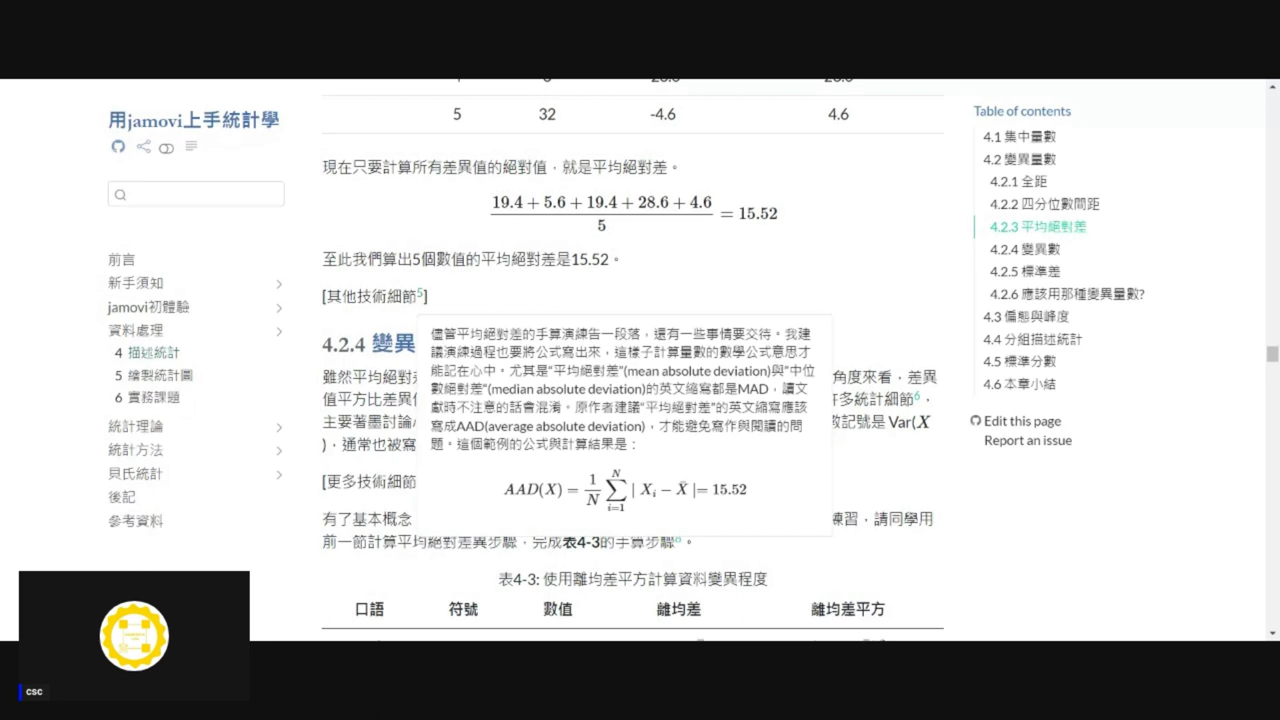 用jamovi上手統計學
前言
新手須知
jamovi初體驗
資料處理
4 描述統計
5 繪製統計圖
6 實務課題
統計理論
統計方法
貝氏統計
後記
參考資料
5 32 -4.6 4.6
現在只要計算所有差異值的絕對值，就是平均絕對差。
19.4 + 5.6 + 19.4 + 28.6 + 4.6
5
= 15.52
至此我們算出5個數值的平均絕對差是15.52。
[其他技術細節5]
4.2.4 變異
雖然平均絕對
角度來看，差異
值平方比差異
許多統計細節6，
主要著墨討論
數記號是 Var(X
)，通常也被寫
[更多技術細節
儘管平均絕對差的手算演練告一段落，還有一些事情要交待。我建
議演練過程也要將公式寫出來，這樣子計算量數的數學公式意思才
能記在心中。尤其是“平均絕對差”(mean absolute deviation)與“中位
數絕對差“(median absolute deviation)的英文縮寫都是MAD，讀文
獻時不注意的話會混淆。原作者建議“平均絕對差”的英文縮寫應該
寫成AAD(average absolute deviation)，才能避免寫作與閱讀的問
題。這個範例的公式與計算結果是：
AAD(X) = 1/N ∑ i=1 N | Xi − X̄ |= 15.52
有了基本概念
練習，請同學用
前一節計算平均絕對差異步驟，完成表4-3的手算步驟8。
表4-3: 使用離均差平方計算資料變異程度
口語 符號 數值 離均差 離均差平方
Table of contents
4.1 集中量數
4.2 變異量數
4.2.1 全距
4.2.2 四分位數間距
4.2.3 平均絕對差
4.2.4 變異數
4.2.5 標準差
4.2.6 應該用那種變異量數?
4.3 偏態與峰度
4.4 分組描述統計
4.5 標準分數
4.6 本章小結
Edit this page
Report an issue
csc